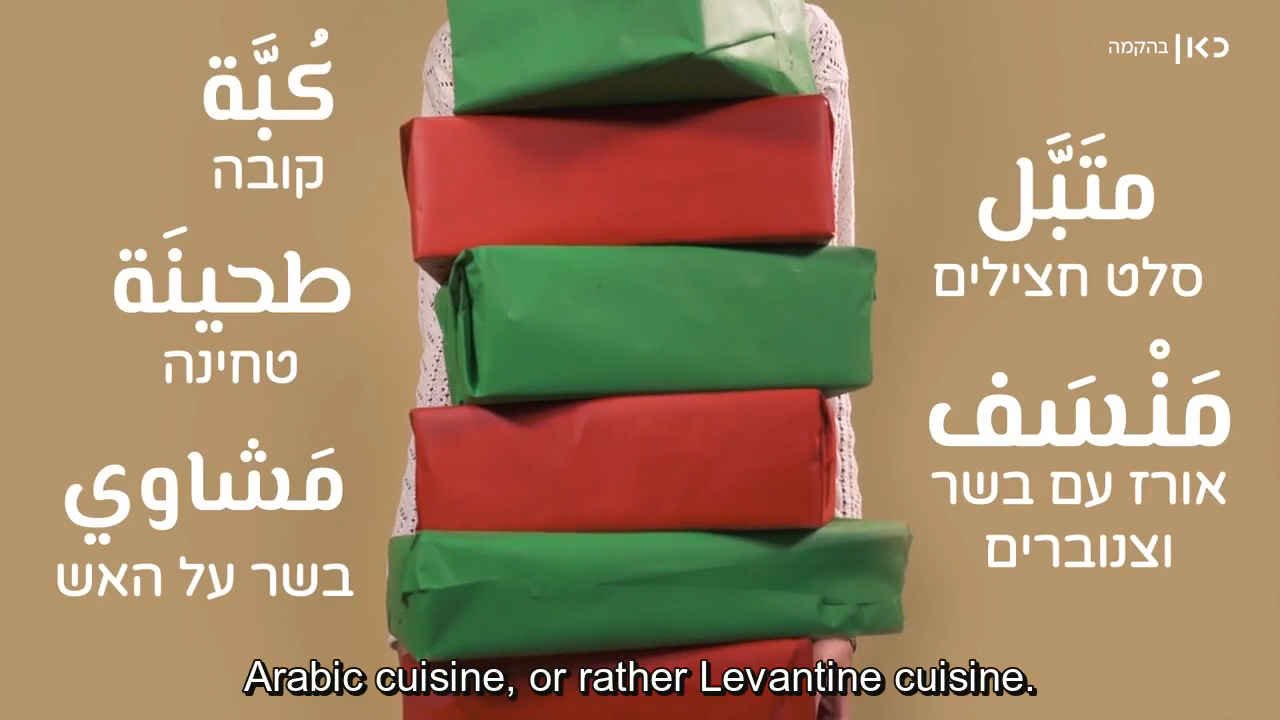 כאן | בהקמה
مُتَبَّل
סלט חצילים
مَنْسَف
אורז עם בשר
וצנוברים
كُبَّة
קובה
طحينَة
טחינה
مَشاوي
בשר על האש
Arabic cuisine, or rather Levantine cuisine.